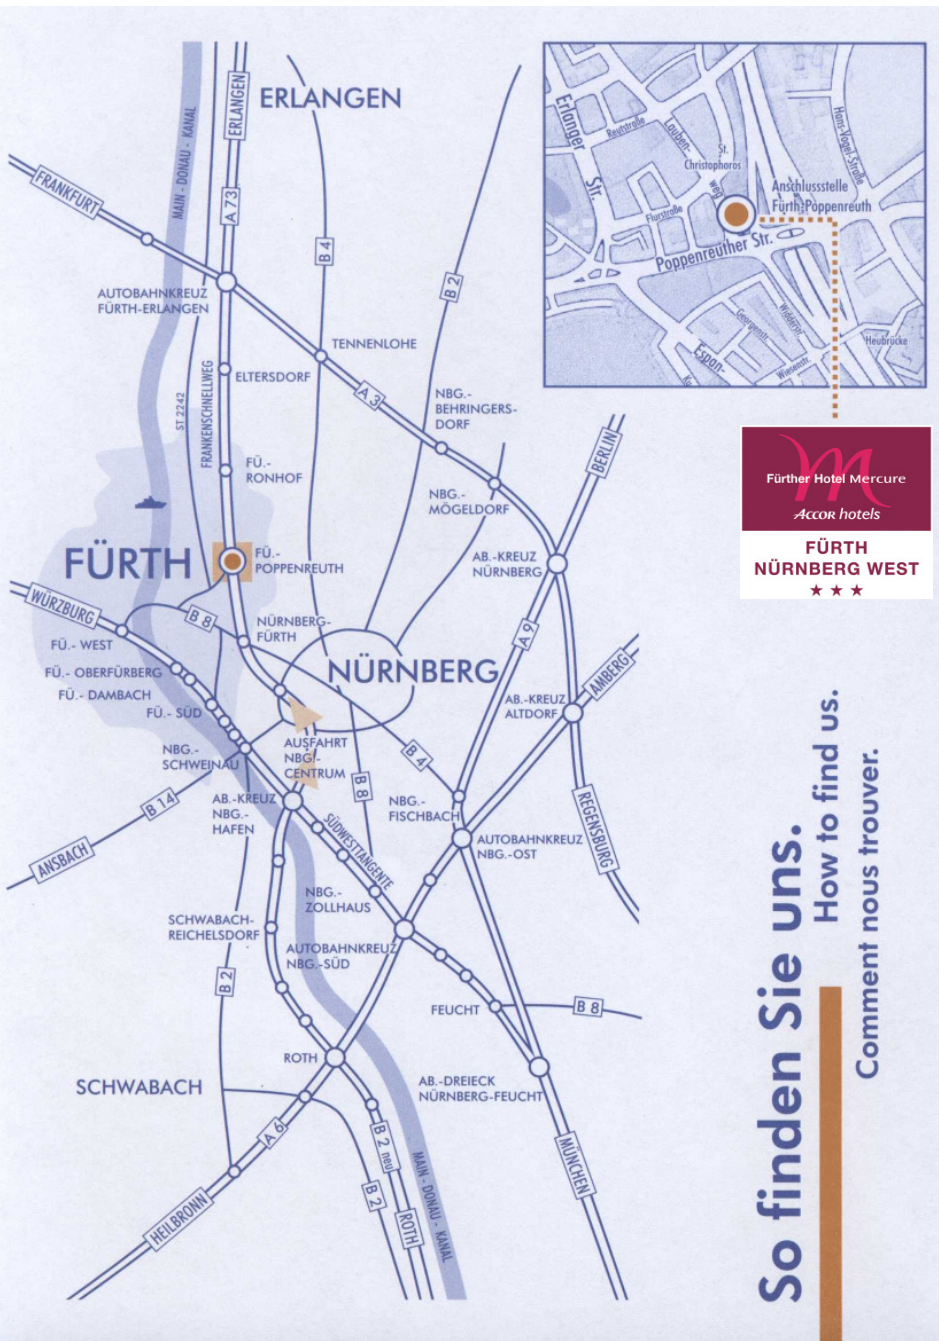 ERLANGEN
ERLANGEN
MAIN - DONAU - KANAL
FRANKFURT
A 73
B 4
B 2
AUTOBAHNKREUZ
FÜRTH-ERLANGEN
TENNENLOHE
ELTERSDORF
A 3
FRANKENSCHNELLWEG
ST 2242
NBG.-
BEHRINGERS-
DORF
FÜ.-
RONHOF
NBG.-
MÖGELDORF
BERLIN
FÜRTH
FÜ.-
POPPENREUTH
AB.-KREUZ
NÜRNBERG
WÜRZBURG
B 8
NÜRNBERG-
FÜRTH
A 9
FÜ.- WEST
NÜRNBERG
FÜ.- OBERFÜRBERG
AMBERG
FÜ.- DAMBACH
AB.-KREUZ
ALTDORF
FÜ.- SÜD
NBG.-
SCHWEINAU
AUSFAHRT
NBG.-
CENTRUM
B 4
B 8
B 14
AB.-KREUZ
NBG.-
HAFEN
NBG.-
FISCHBACH
REGENSBURG
SÜDWESTTANGENTE
AUTOBAHNKREUZ
NBG.-OST
ANSBACH
NBG.-
ZOLLHAUS
SCHWABACH-
REICHELSDORF
AUTOBAHNKREUZ
NBG.-SÜD
B 2
FEUCHT
B 8
ROTH
SCHWABACH
AB.-DREIECK
NÜRNBERG-FEUCHT
A 6
B 2 neu
MÜNCHEN
MAIN - DONAU - KANAL
B 2
HEILBRONN
ROTH
Erlanger
Str.
Reutstraße
Lauben-
weg
St.
Christophoros
Hans-Vogel-Straße
Anschlussstelle
Fürth-Poppenreuth
Flurstraße
Poppenreuther Str.
Georgenstr.
Widderstr.
Wiesenstr.
Heubrücke
Espan-
Ku
Fürther Hotel Mercure
ACCOR hotels
FÜRTH
NÜRNBERG WEST
So finden Sie uns.
How to find us.
Comment nous trouver.